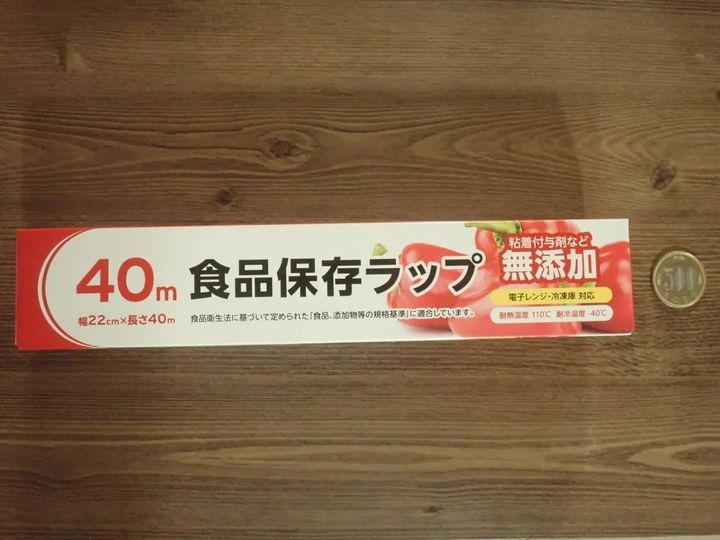 40m
幅22cm×長さ40m
食品保存ラップ
食品衛生法に基づいて定められた「食品、添加物等の規格基準」に適合しています。
粘着付与剤など
無添加
電子レンジ・冷凍庫 対応
耐熱温度 110℃ 耐冷温度 -40℃
500